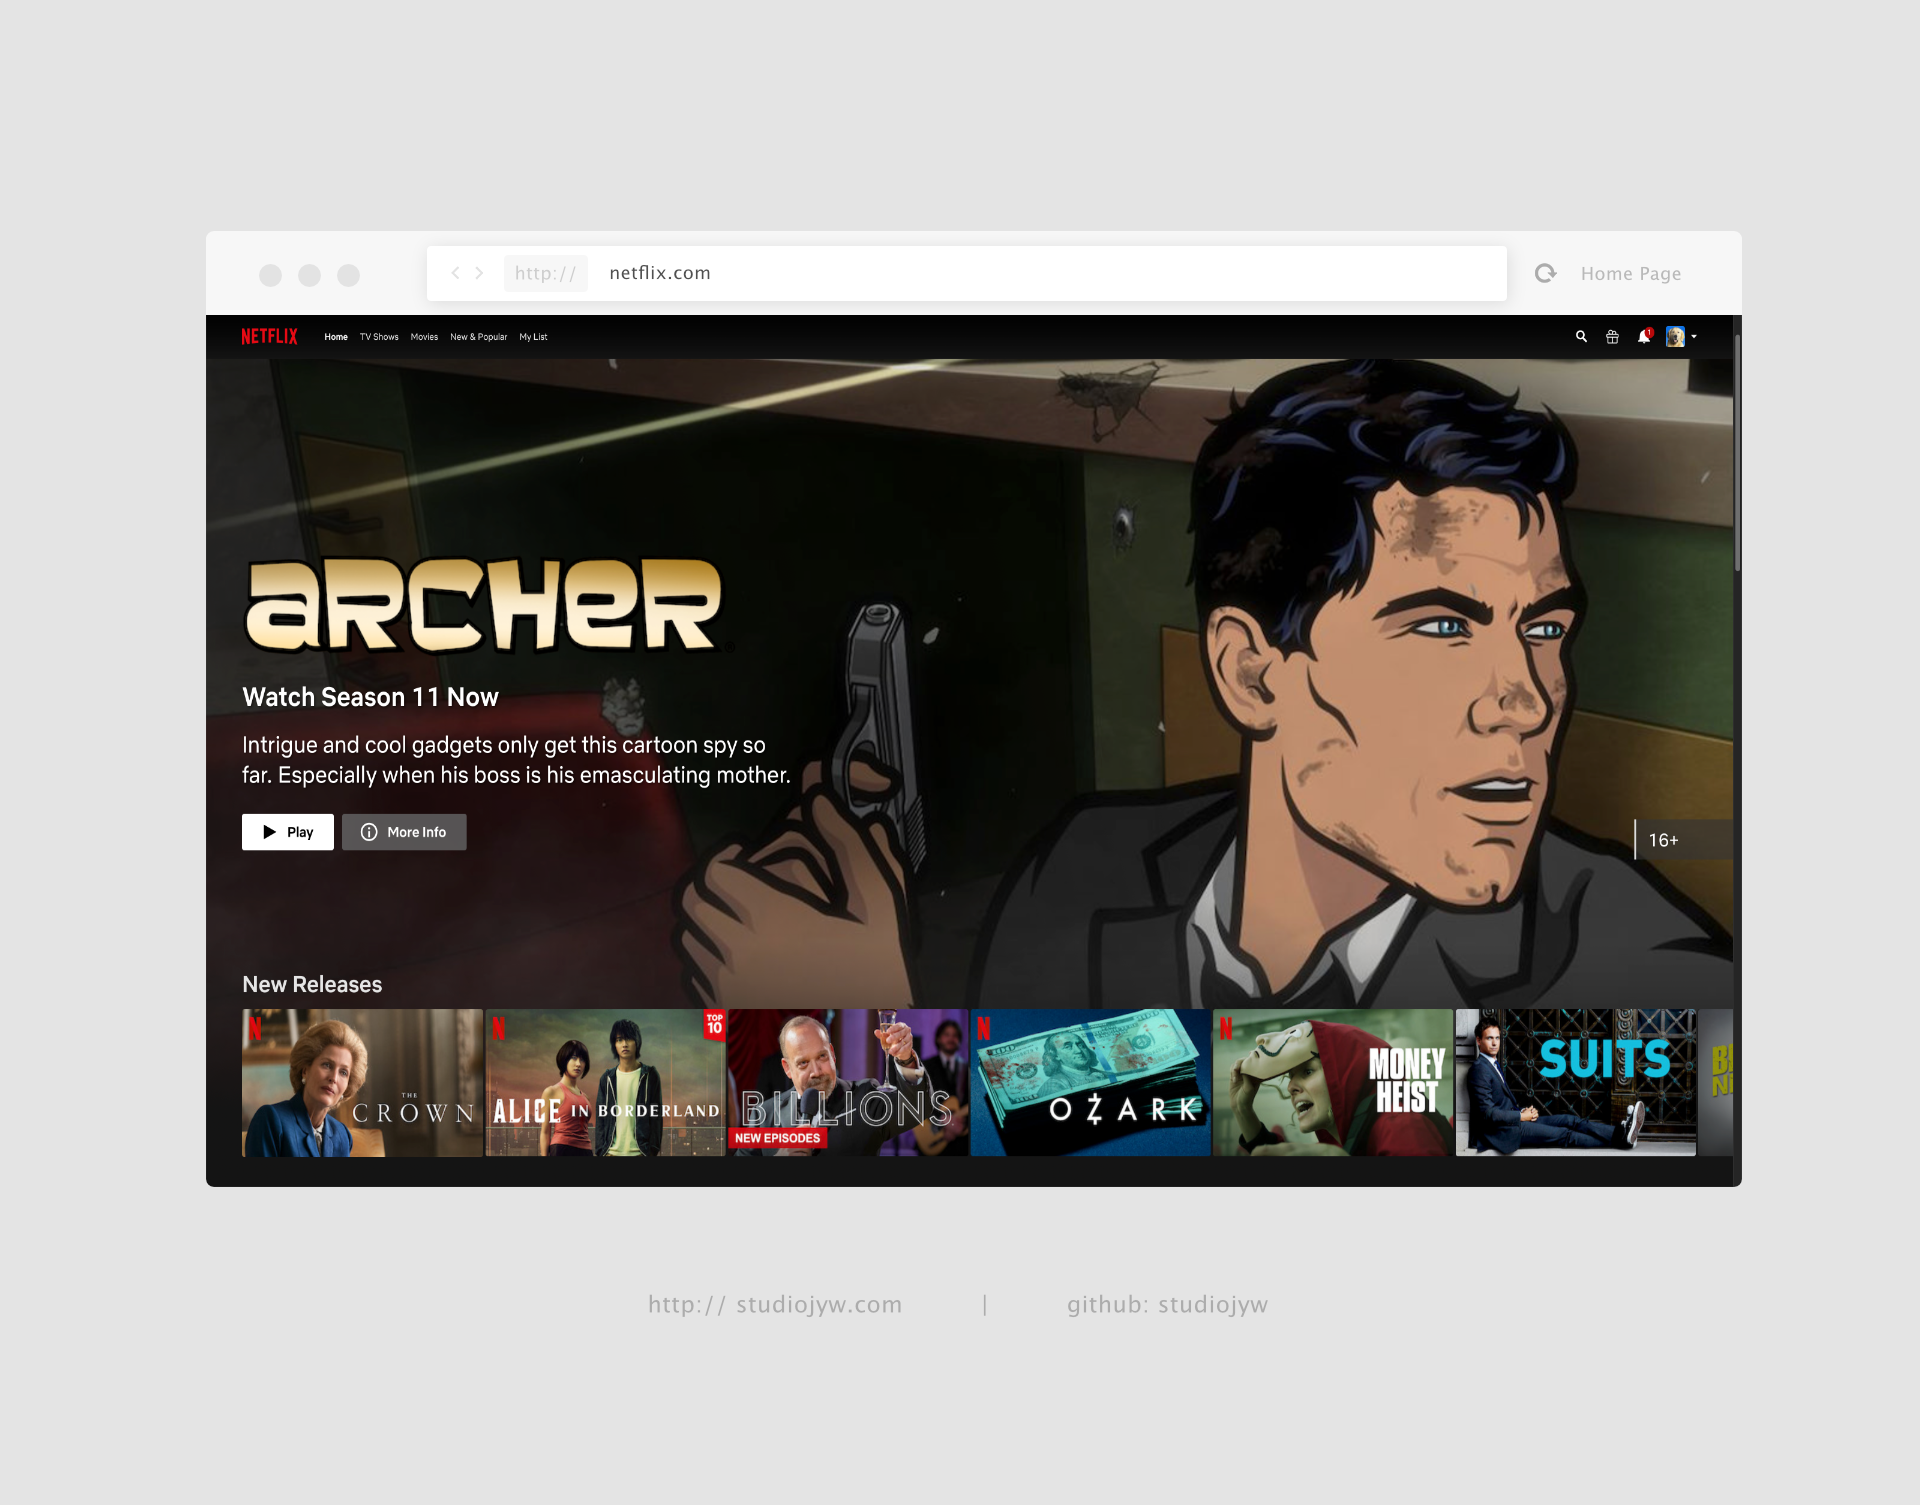 http:// netflix.com Home Page
NETFLIX Home TV Shows Movies New & Popular My List 1
ARCHER
Watch Season 11 Now
Intrigue and cool gadgets only get this cartoon spy so
far. Especially when his boss is his emasculating mother.
Play More Info
16+
New Releases
N
THE
CROWN
N
TOP
10
ALICE IN BORDERLAND
BILLIONS
NEW EPISODES
N
OZARK
N
MONEY
HEIST
SUITS
http:// studiojyw.com | github: studiojyw